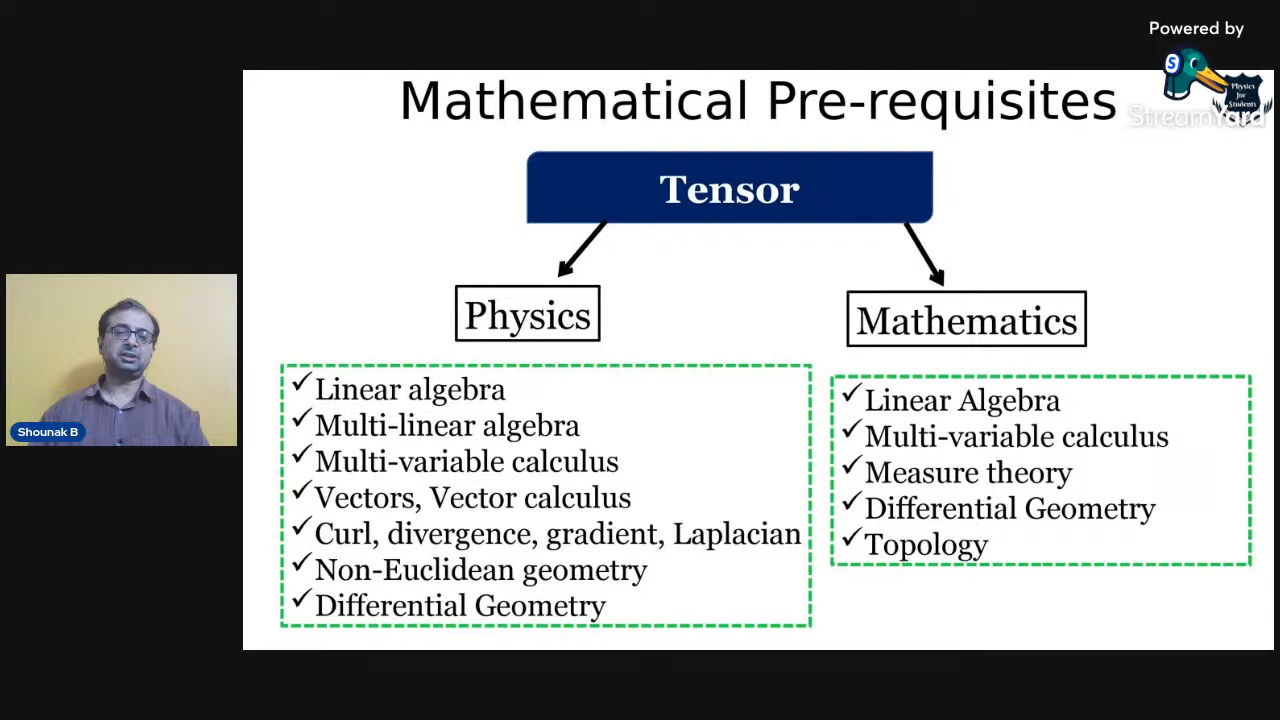 Powered by
S
Physics
for
Students
StreamYard
Mathematical Pre-requisites
Tensor
Physics
Mathematics
✓Linear algebra
✓Multi-linear algebra
✓Multi-variable calculus
✓Vectors, Vector calculus
✓Curl, divergence, gradient, Laplacian
✓Non-Euclidean geometry
✓Differential Geometry
✓Linear Algebra
✓Multi-variable calculus
✓Measure theory
✓Differential Geometry
✓Topology
Shounak B